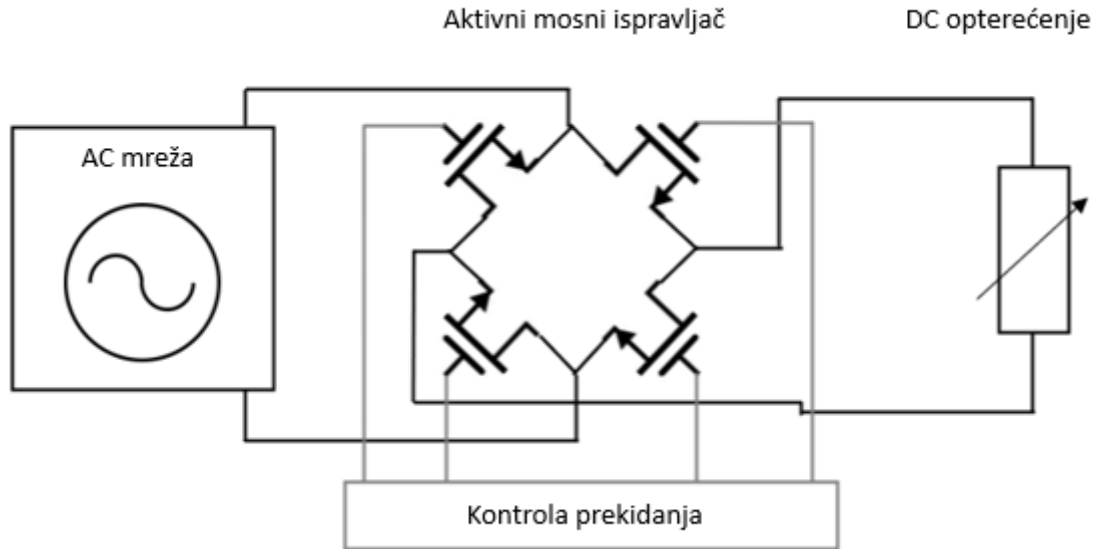 Aktivni mosni ispravljač
DC opterećenje
AC mreža
Kontrola prekidanja